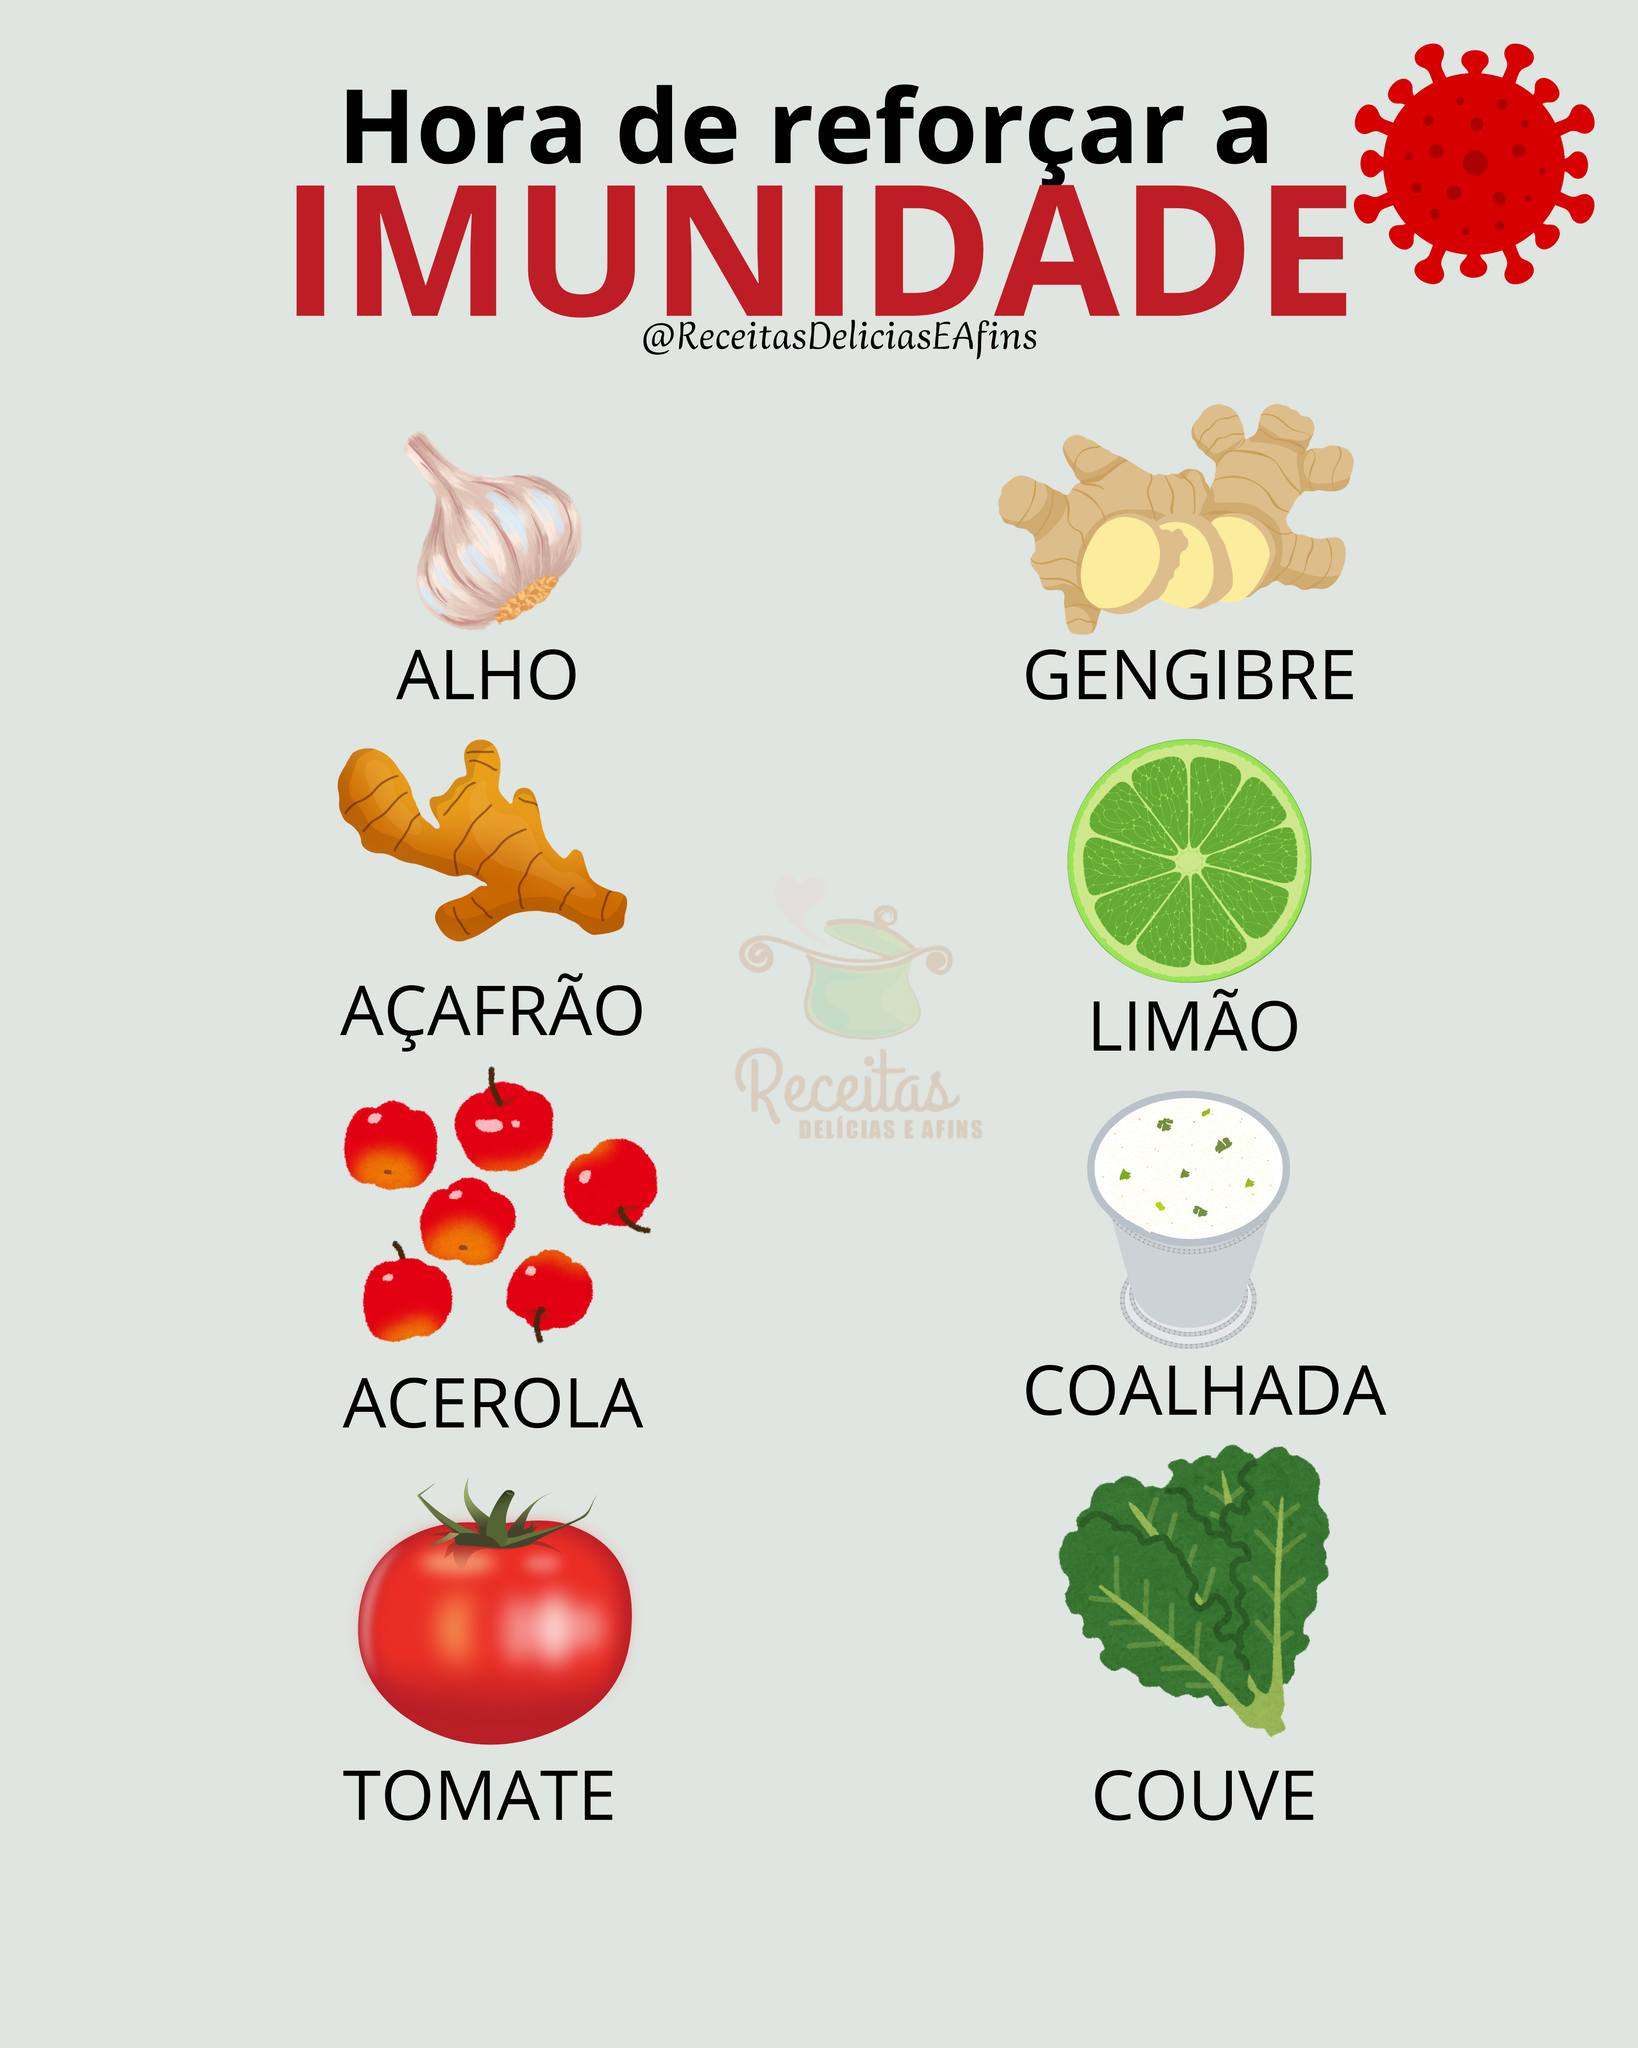 Hora de reforçar a
IMUNIDADE
@ReceitasDeliciasEAfins
ALHO
GENGIBRE
AÇAFRÃO
LIMÃO
Receitas
DELÍCIAS E AFINS
ACEROLA
COALHADA
TOMATE
COUVE